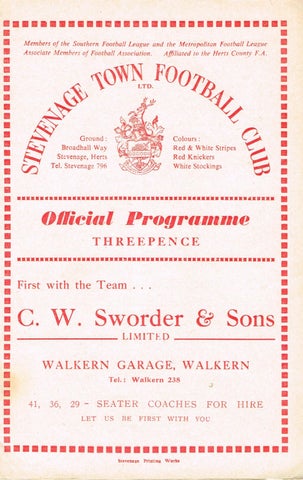 Members of the Southern Football League and the Metropolitan Football League
Associate Members of Football Association. Affiliated to the Herts County F.A.
STEVENAGE TOWN FOOTBALL CLUB
LTD.
Ground:
Broadhall Way
Stevenage, Herts
Tel. Stevenage 796
Colours:
Red & White Stripes
Red Knickers
White Stockings
Official Programme
THREEPENCE
First with the Team . . .
C. W. Sworder & Sons
LIMITED
WALKERN GARAGE, WALKERN
Tel.: Walkern 238
41, 36, 29 - SEATER COACHES FOR HIRE
LET US BE FIRST WITH YOU
Stevenage Printing Works